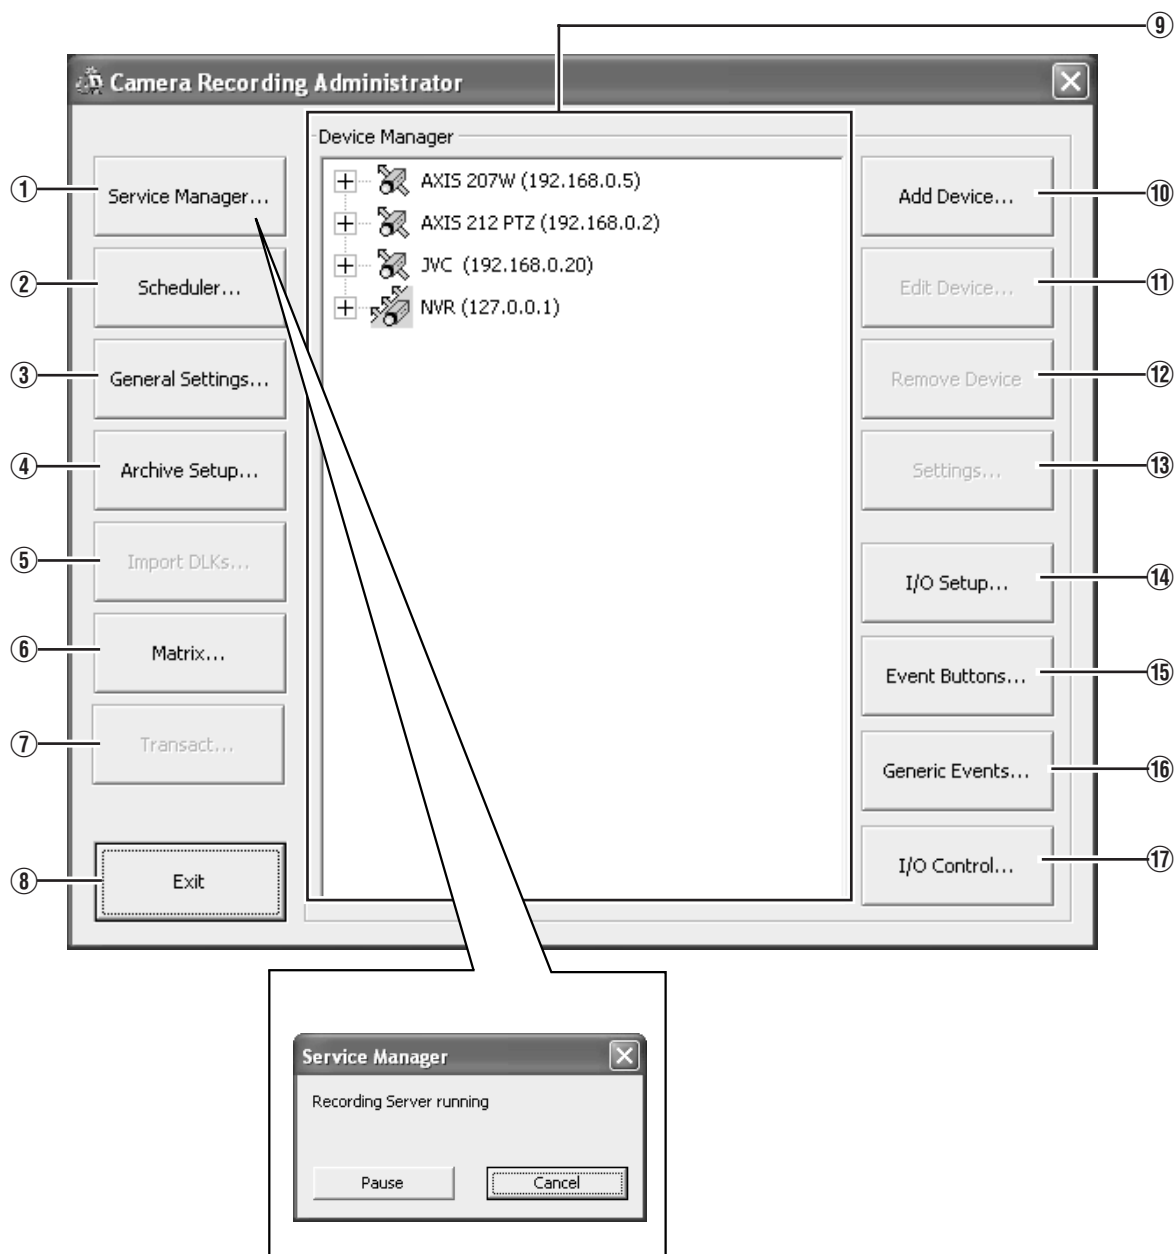 ⑨
Camera Recording Administrator
Device Manager
① Service Manager...
② Scheduler...
③ General Settings...
④ Archive Setup...
⑤ Import DLKs...
⑥ Matrix...
⑦ Transact...
⑧ Exit
AXIS 207W (192.168.0.5)
AXIS 212 PTZ (192.168.0.2)
JVC (192.168.0.20)
NVR (127.0.0.1)
Add Device... ⑩
Edit Device... ⑪
Remove Device ⑫
Settings... ⑬
I/O Setup... ⑭
Event Buttons... ⑮
Generic Events... ⑯
I/O Control... ⑰
Service Manager
Recording Server running
Pause
Cancel